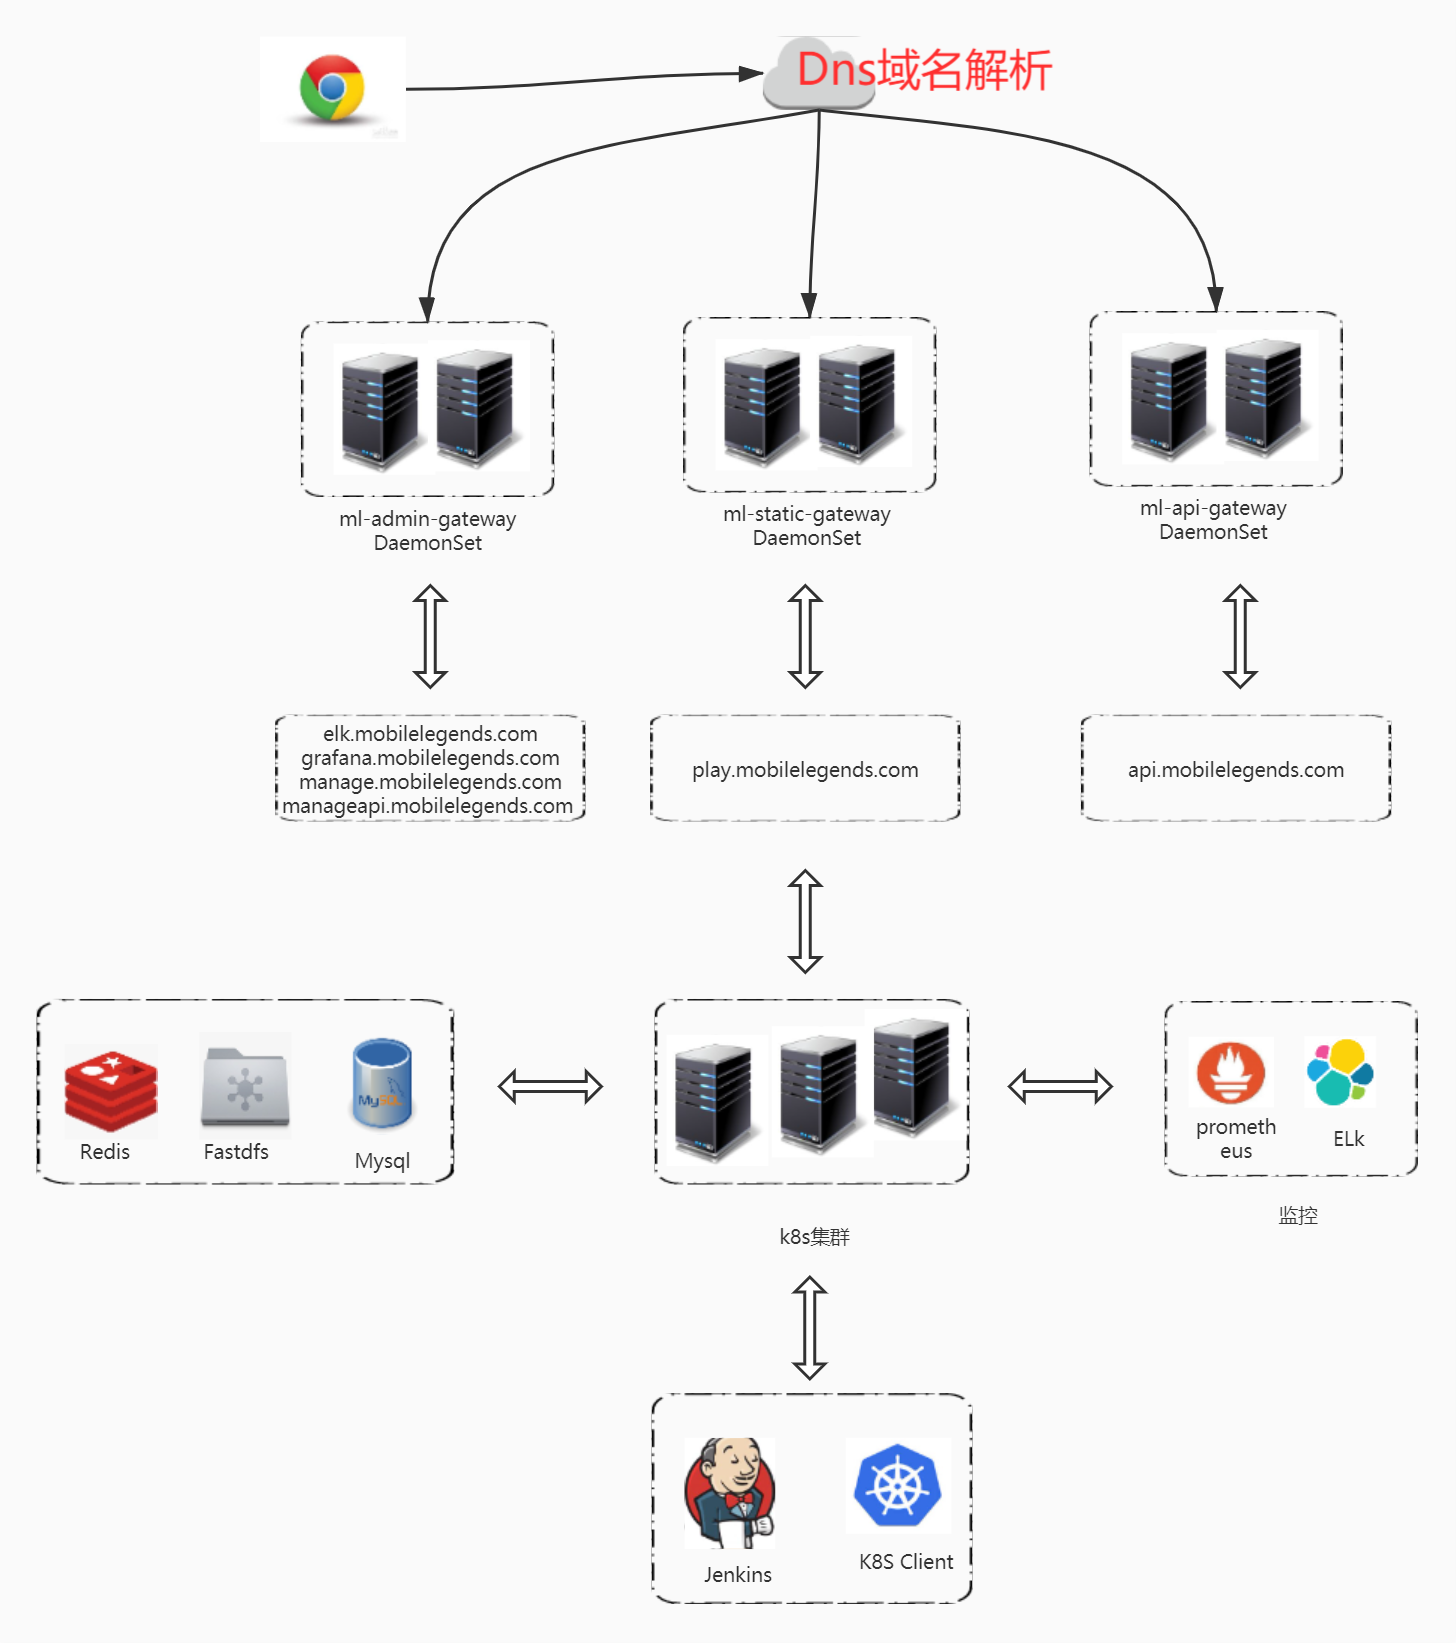 Dns域名解析
ml-admin-gateway
DaemonSet
ml-static-gateway
DaemonSet
ml-api-gateway
DaemonSet
elk.mobilelegends.com
grafana.mobilelegends.com
manage.mobilelegends.com
manageapi.mobilelegends.com
play.mobilelegends.com
api.mobilelegends.com
Redis
Fastdfs
MySQL
Mysql
k8s集群
prometh
eus
ELk
监控
Jenkins
K8S Client